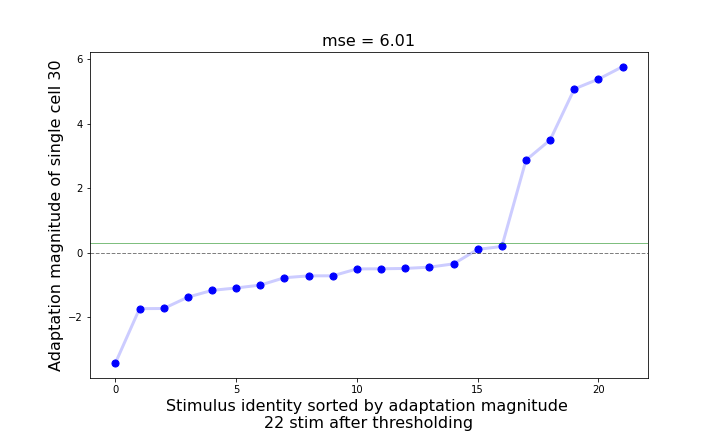 mse = 6.01
Adaptation magnitude of single cell 30
6
4
2
0
−2
0 5 10 15 20
Stimulus identity sorted by adaptation magnitude
22 stim after thresholding